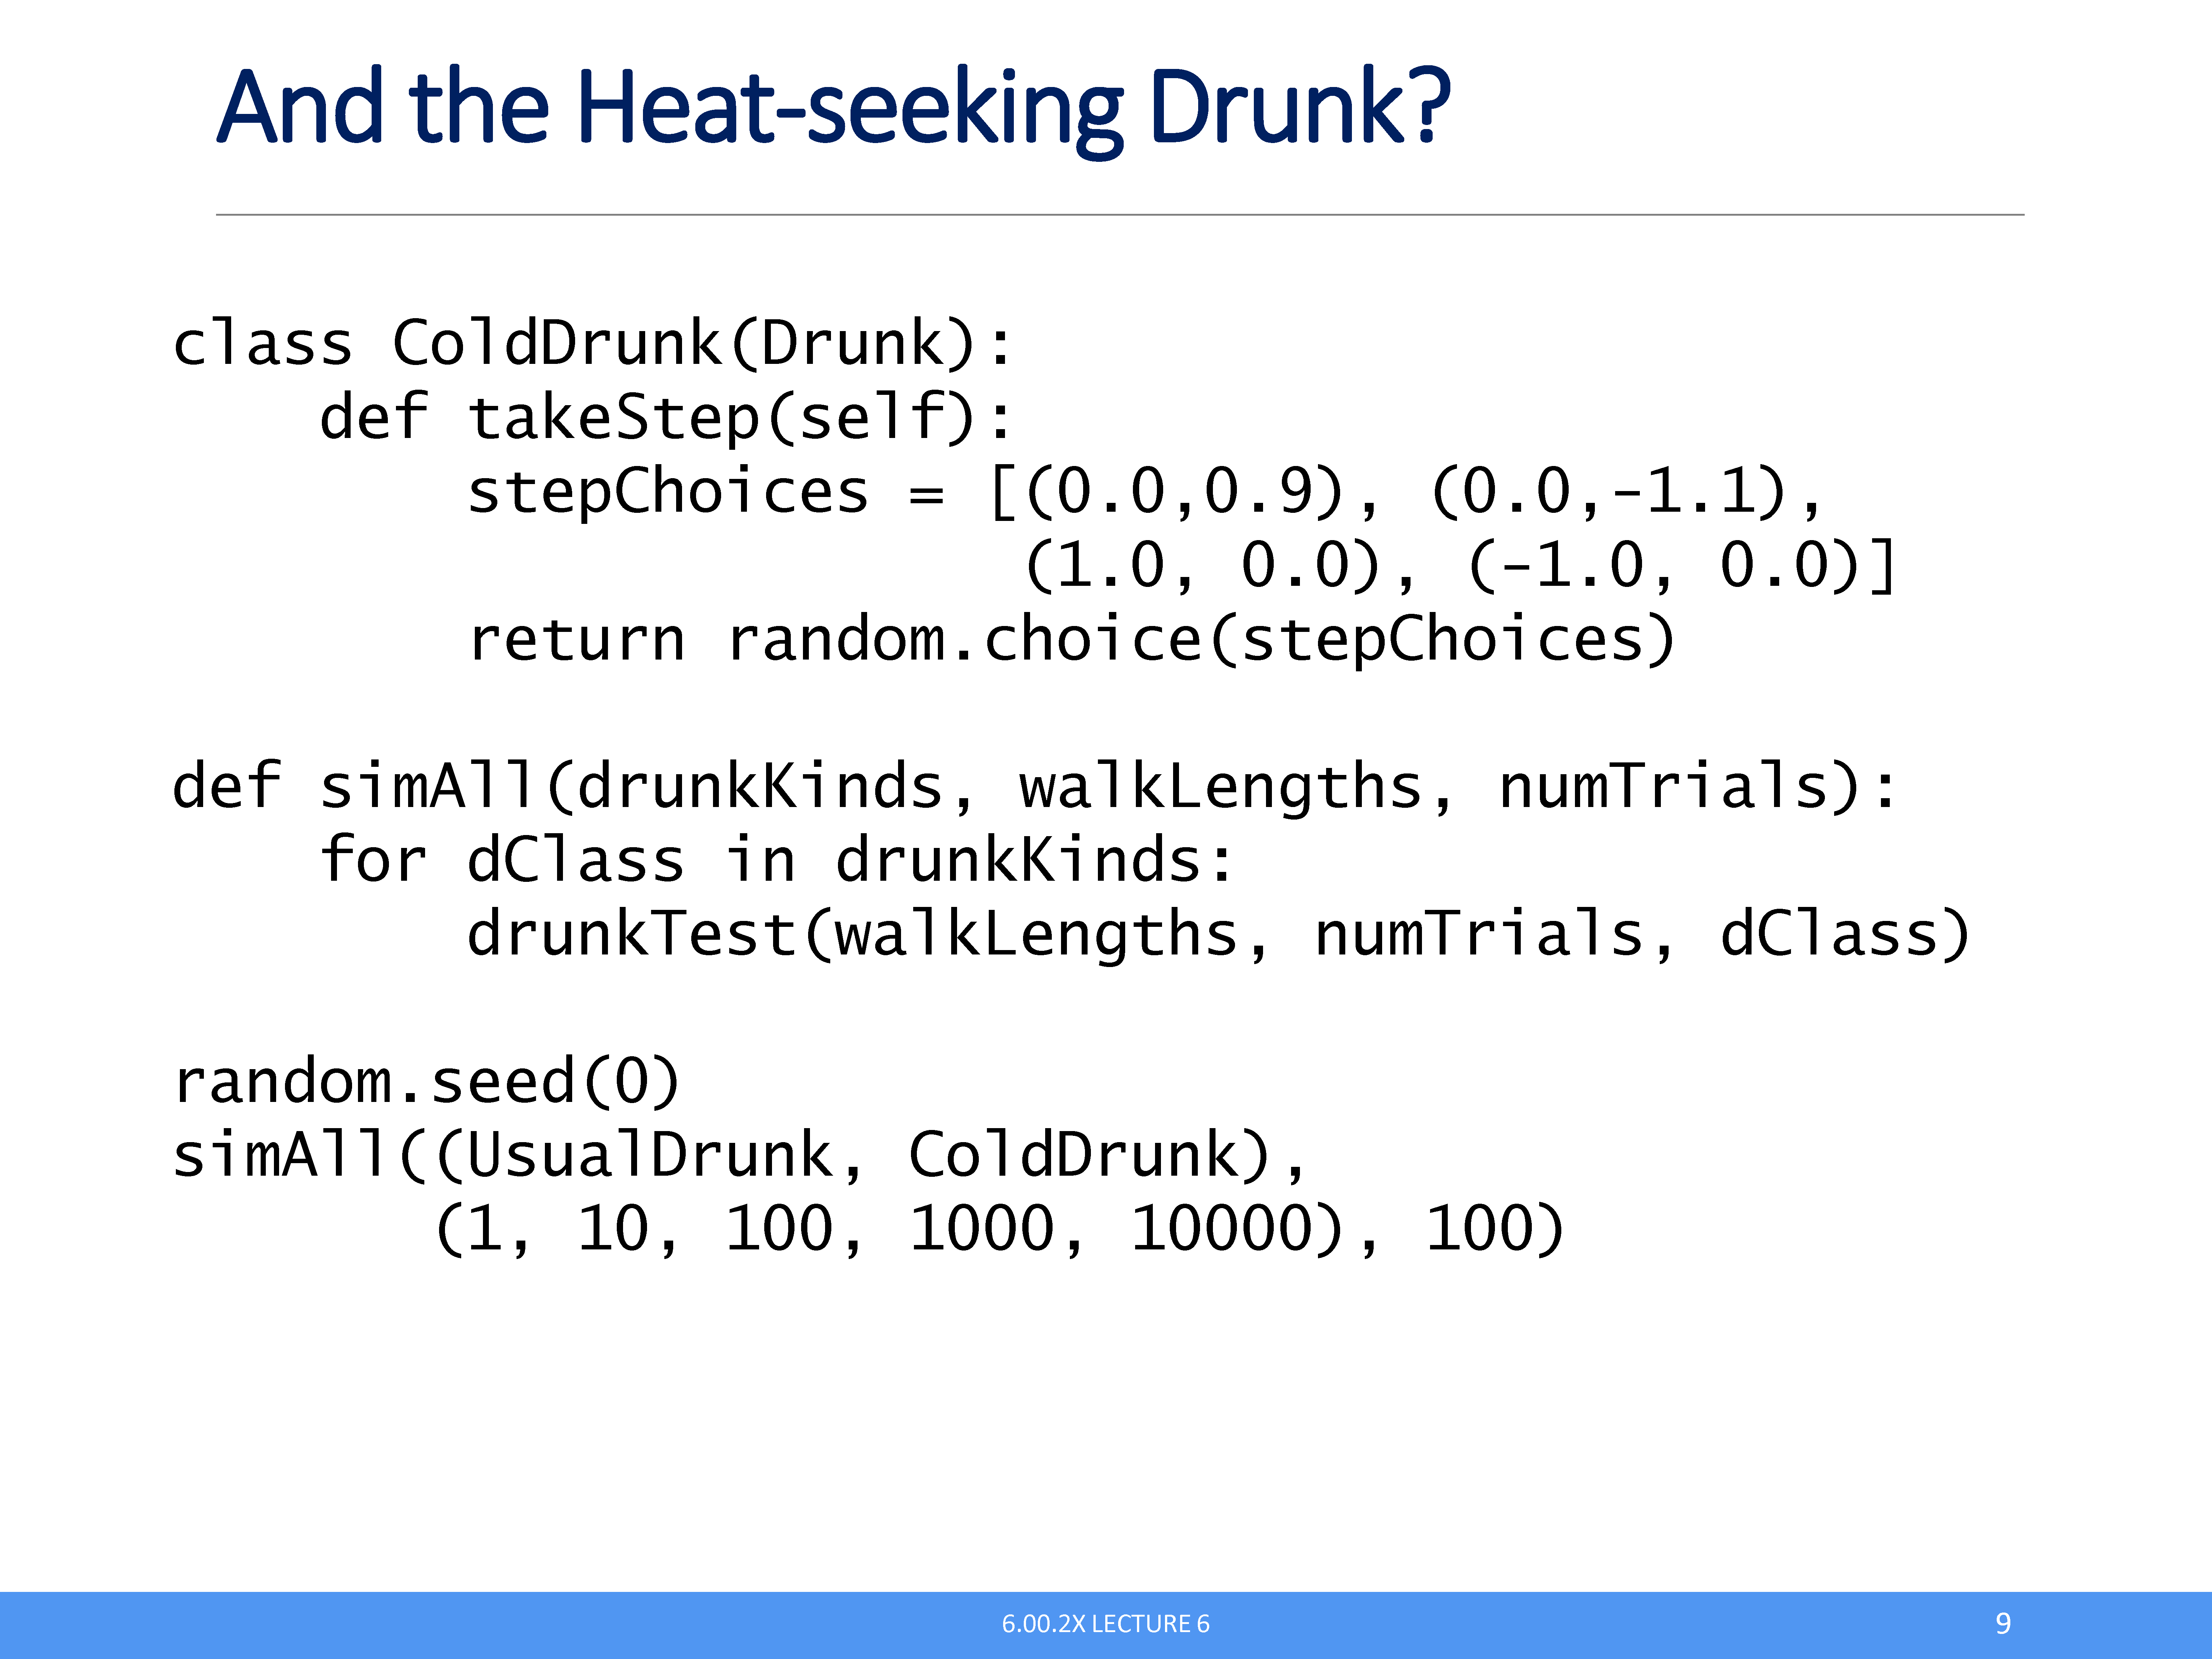 And the Heat-seeking Drunk?
class ColdDrunk(Drunk):
    def takeStep(self):
        stepChoices = [(0.0,0.9), (0.0,-1.1),
                       (1.0, 0.0), (-1.0, 0.0)]
        return random.choice(stepChoices)
def simAll(drunkKinds, walkLengths, numTrials):
    for dClass in drunkKinds:
        drunkTest(walkLengths, numTrials, dClass)
random.seed(0)
simAll((UsualDrunk, ColdDrunk),
       (1, 10, 100, 1000, 10000), 100)
6.00.2X LECTURE 6
9